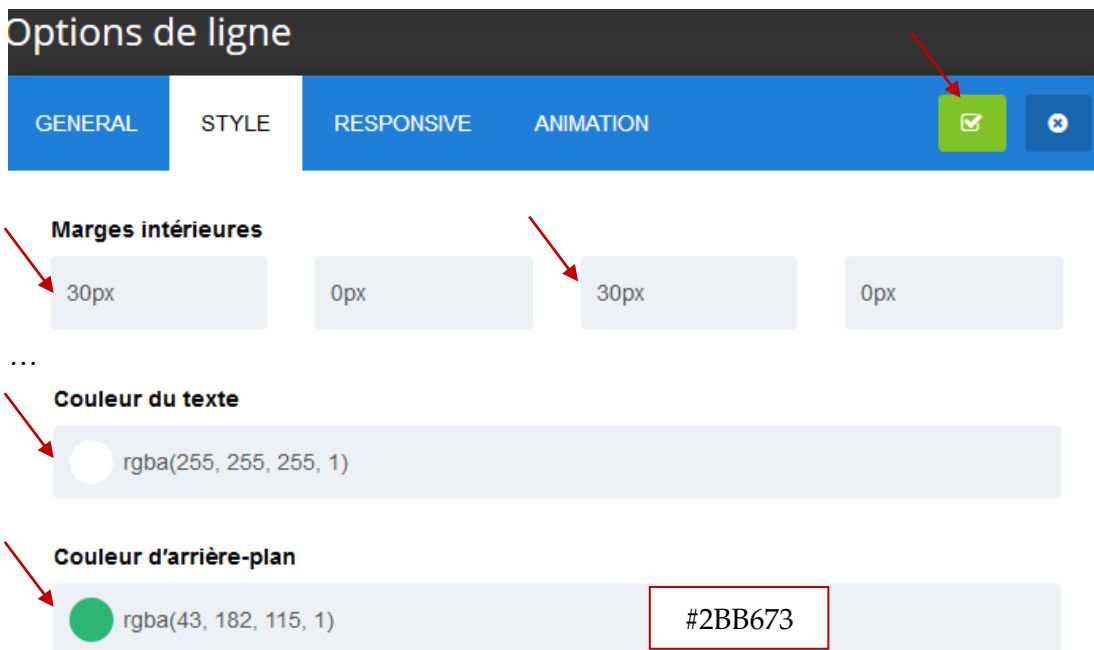 Options de ligne
GENERAL STYLE RESPONSIVE ANIMATION
Marges intérieures
30px 0px 30px 0px
…
Couleur du texte
rgba(255, 255, 255, 1)
Couleur d'arrière-plan
rgba(43, 182, 115, 1) #2BB673